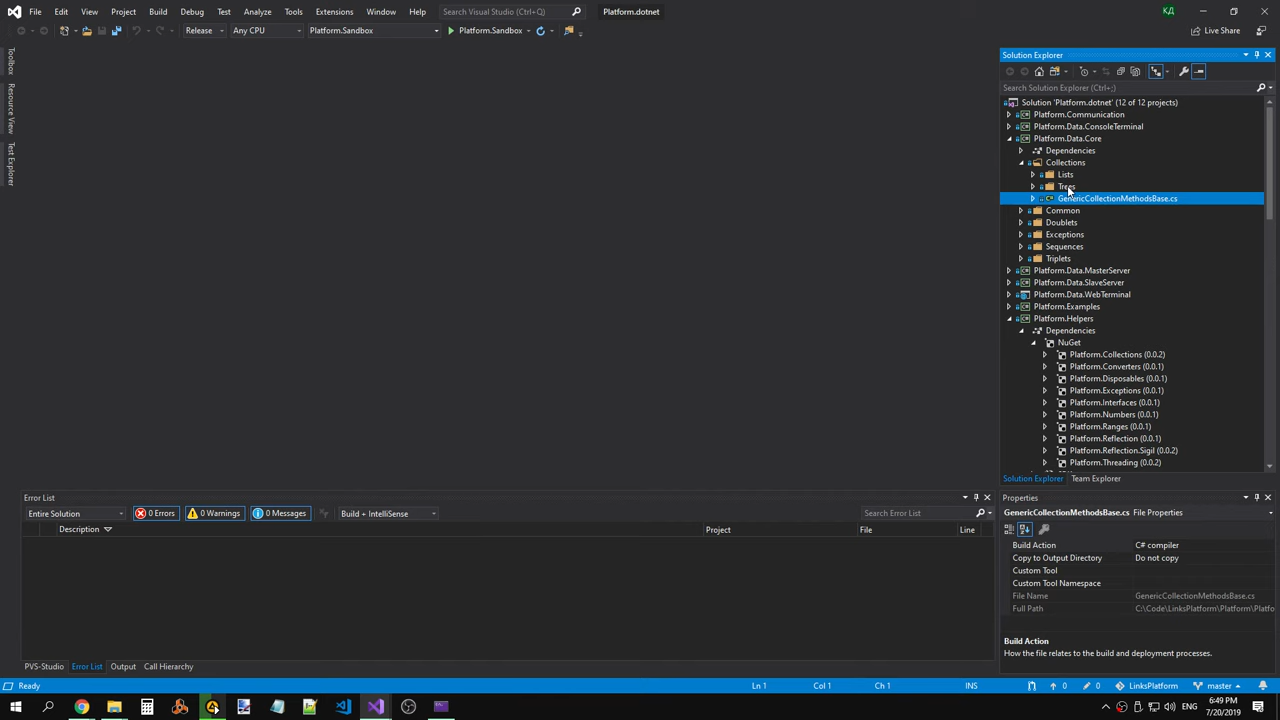 File Edit View Project Build Debug Test Analyze Tools Extensions Window Help Search Visual Studio (Ctrl+Q) Platform.dotnet КД
Release Any CPU Platform.Sandbox Platform.Sandbox Live Share
Toolbox
Resource View
Test Explorer
Solution Explorer
Search Solution Explorer (Ctrl+;)
Solution 'Platform.dotnet' (12 of 12 projects)
Platform.Communication
Platform.Data.ConsoleTerminal
Platform.Data.Core
Dependencies
Collections
Lists
Trees
GenericCollectionMethodsBase.cs
Common
Doublets
Exceptions
Sequences
Triplets
Platform.Data.MasterServer
Platform.Data.SlaveServer
Platform.Data.WebTerminal
Platform.Examples
Platform.Helpers
Dependencies
NuGet
Platform.Collections (0.0.2)
Platform.Converters (0.0.1)
Platform.Disposables (0.0.1)
Platform.Exceptions (0.0.1)
Platform.Interfaces (0.0.1)
Platform.Numbers (0.0.1)
Platform.Ranges (0.0.1)
Platform.Reflection (0.0.1)
Platform.Reflection.Sigil (0.0.2)
Platform.Threading (0.0.2)
Solution Explorer Team Explorer
Error List
Entire Solution 0 Errors 0 Warnings 0 Messages Build + IntelliSense Search Error List
Description Project File Line
Properties
GenericCollectionMethodsBase.cs File Properties
Build Action C# compiler
Copy to Output Directory Do not copy
Custom Tool
Custom Tool Namespace
File Name GenericCollectionMethodsBase.cs
Full Path C:\Code\LinksPlatform\Platform\Platfo
Build Action
How the file relates to the build and deployment processes.
PVS-Studio Error List Output Call Hierarchy
Ready Ln 1 Col 1 Ch 1 INS 0 0 LinksPlatform master
ENG 6:49 PM
7/20/2019